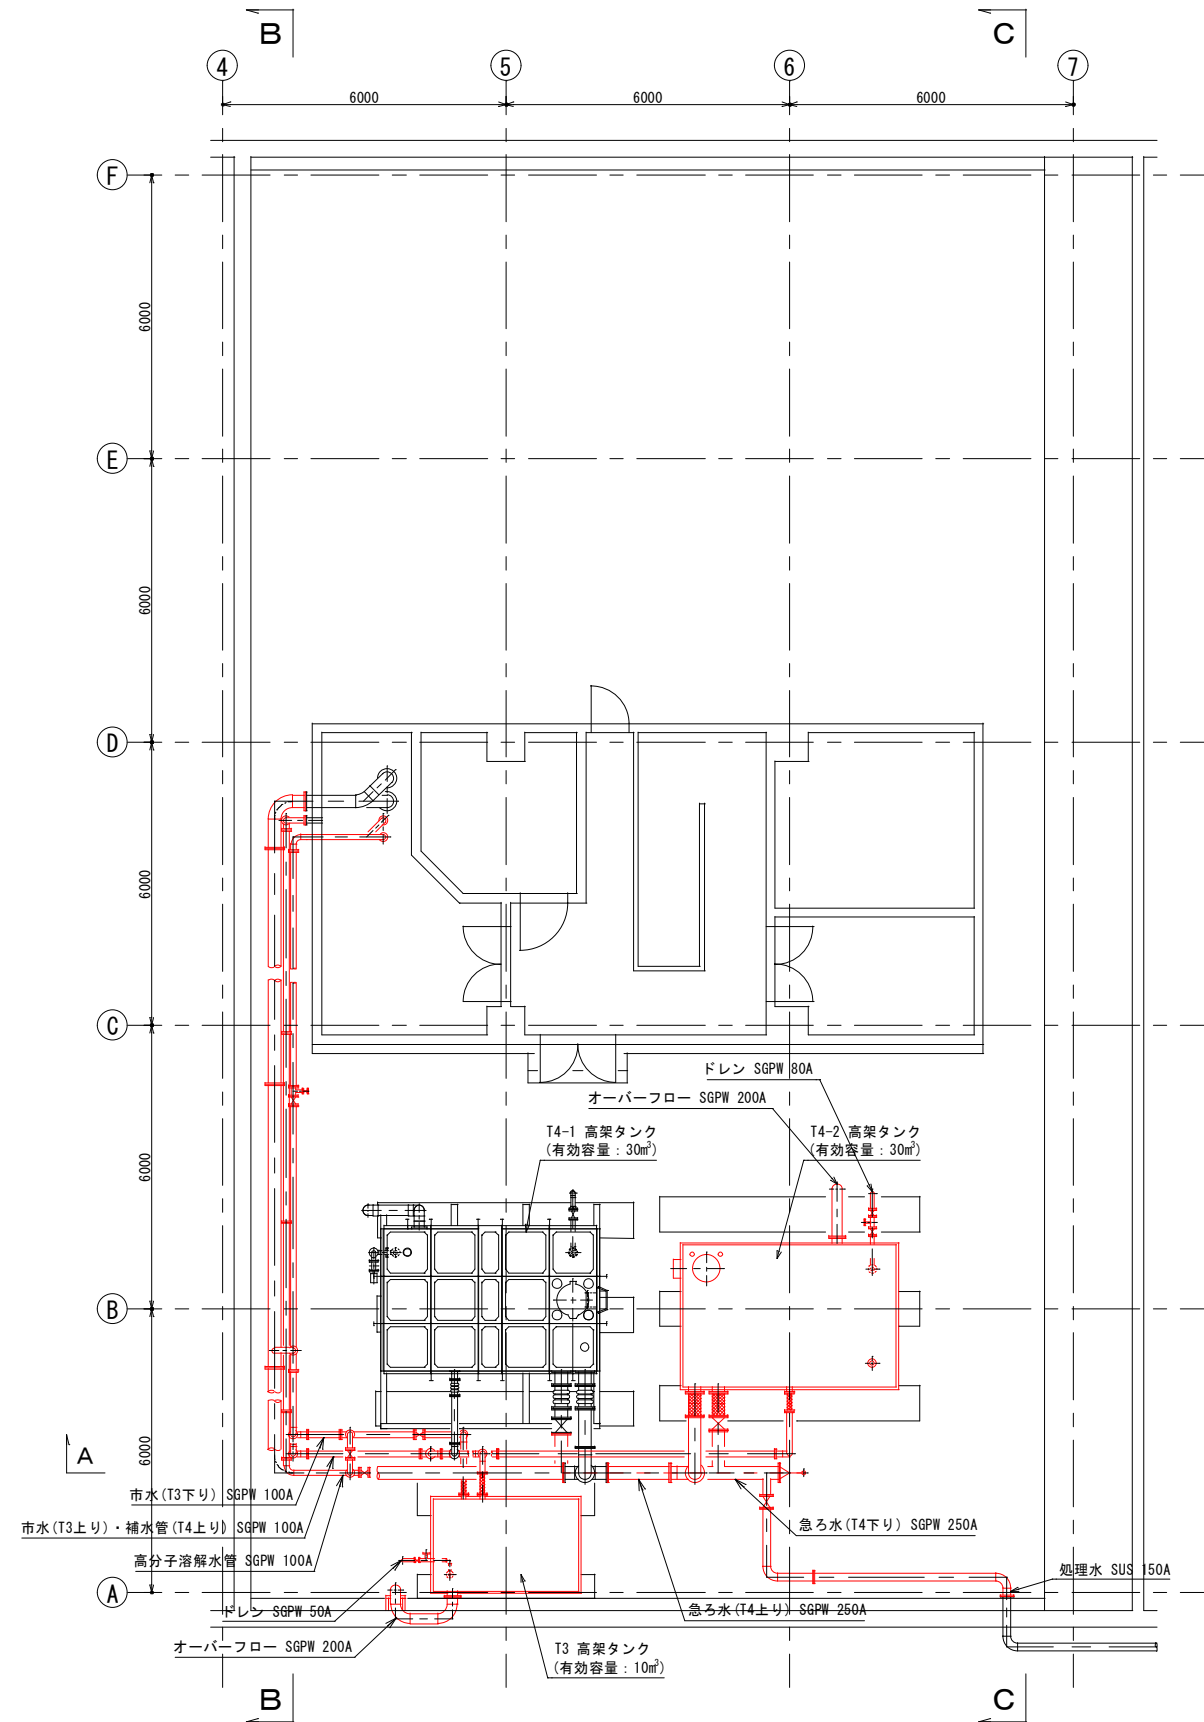 B
C
4
5
6
7
6000
6000
6000
F
6000
E
6000
D
6000
C
ドレン SGPW 80A
オーバーフロー SGPW 200A
T4-1 高架タンク
(有効容量：30㎥)
T4-2 高架タンク
(有効容量：30㎥)
6000
B
6000
A
市水(T3下り) SGPW 100A
市水(T3上り)・補水管(T4上り) SGPW 100A
高分子溶解水管 SGPW 100A
急ろ水(T4下り) SGPW 250A
処理水 SUS 150A
A
ドレン SGPW 50A
急ろ水(T4上り) SGPW 250A
オーバーフロー SGPW 200A
T3 高架タンク
(有効容量：10㎥)
B
C